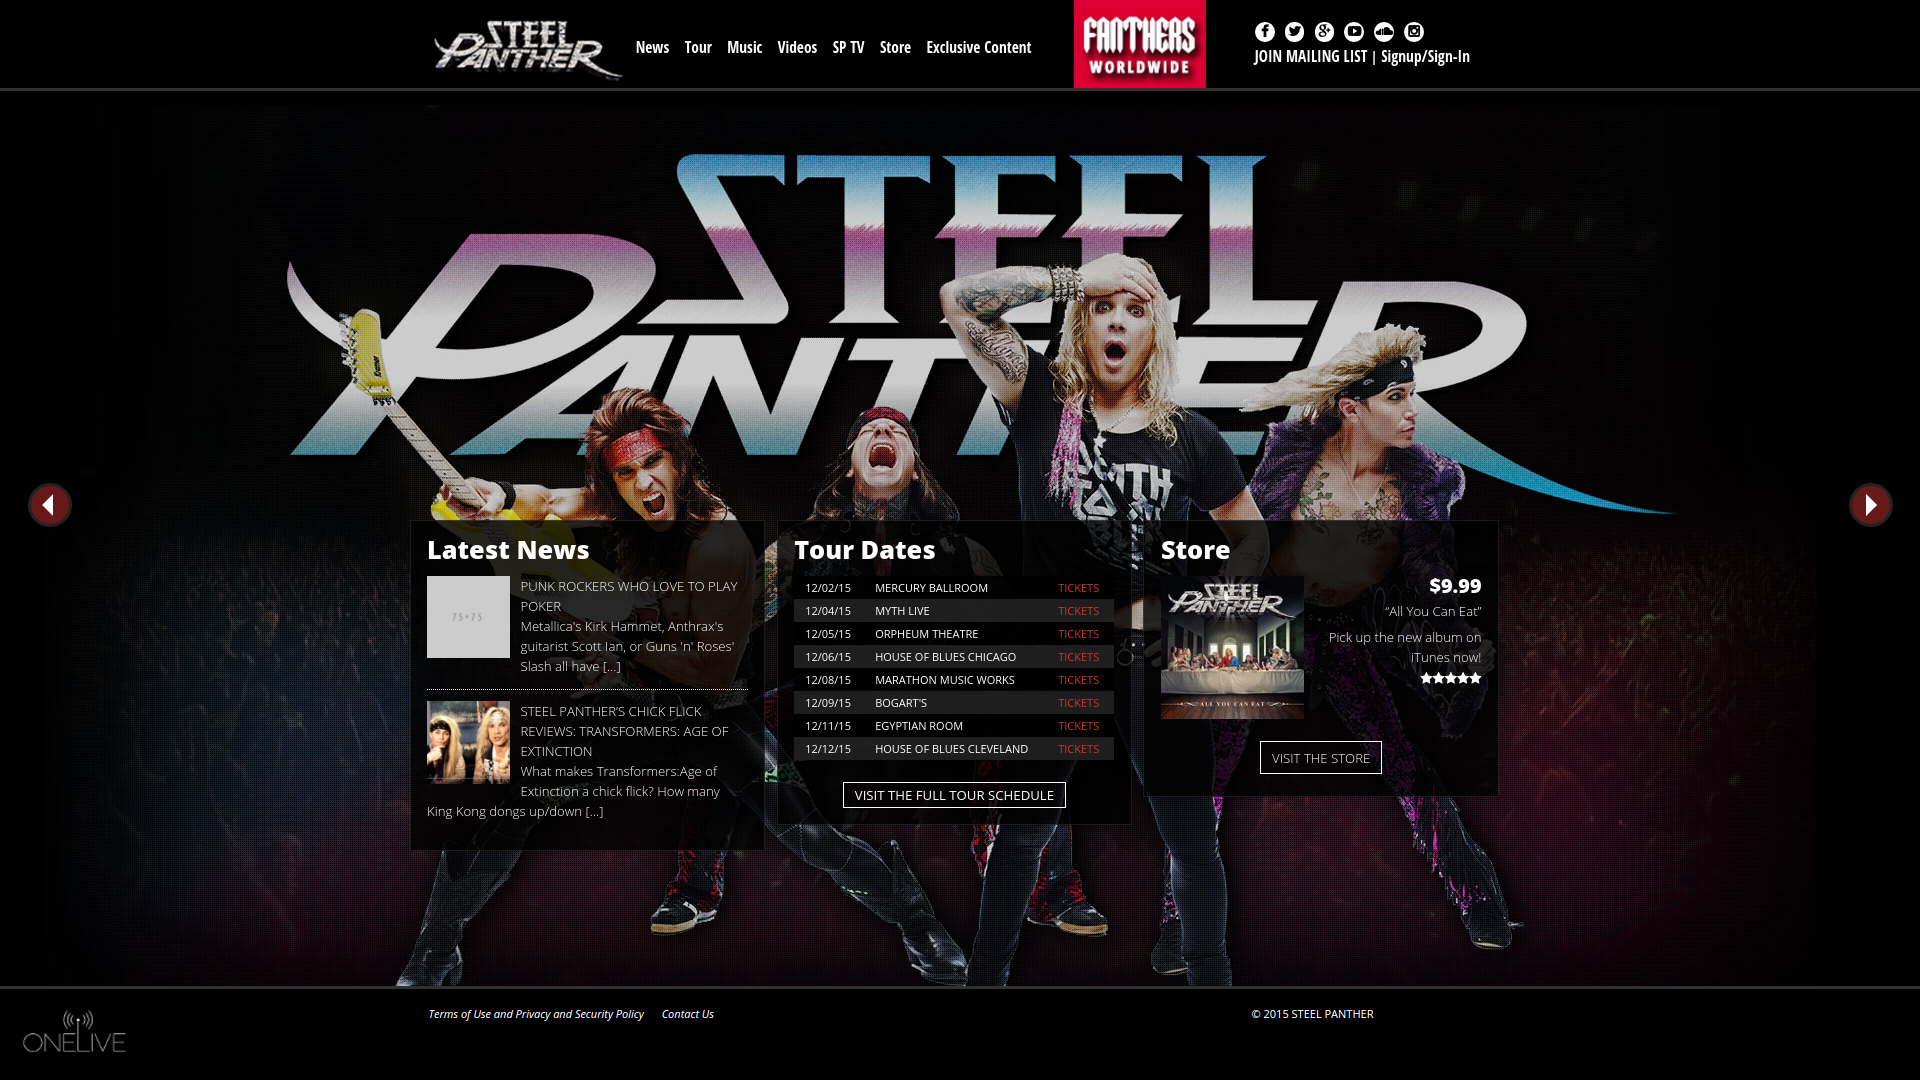 STEEL PANTHER
News Tour Music Videos SP TV Store Exclusive Content
FANTHERS
WORLDWIDE
JOIN MAILING LIST | Signup/Sign-In
STEEL
PANTHER
Latest News
75×75
PUNK ROCKERS WHO LOVE TO PLAY
POKER
Metallica's Kirk Hammet, Anthrax's
guitarist Scott Ian, or Guns 'n' Roses'
Slash all have [...]
STEEL PANTHER'S CHICK FLICK
REVIEWS: TRANSFORMERS: AGE OF
EXTINCTION
What makes Transformers:Age of
Extinction a chick flick? How many
King Kong dongs up/down [...]
Tour Dates
12/02/15 MERCURY BALLROOM TICKETS
12/04/15 MYTH LIVE TICKETS
12/05/15 ORPHEUM THEATRE TICKETS
12/06/15 HOUSE OF BLUES CHICAGO TICKETS
12/08/15 MARATHON MUSIC WORKS TICKETS
12/09/15 BOGART'S TICKETS
12/11/15 EGYPTIAN ROOM TICKETS
12/12/15 HOUSE OF BLUES CLEVELAND TICKETS
VISIT THE FULL TOUR SCHEDULE
Store
STEEL
PANTHER
ALL YOU CAN EAT
$9.99
“All You Can Eat”
Pick up the new album on
iTunes now!
VISIT THE STORE
Terms of Use and Privacy and Security Policy Contact Us
© 2015 STEEL PANTHER
ONELIVE